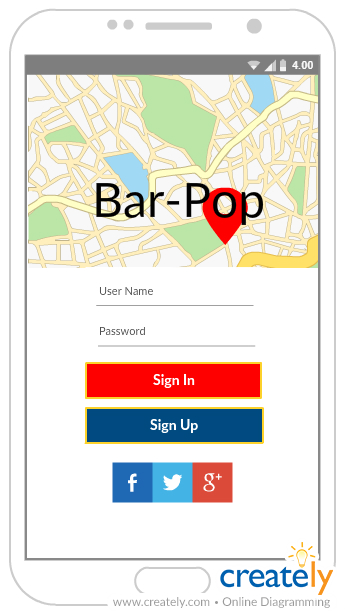 4.00
Bar-Pop
User Name
Password
Sign In
Sign Up
f g+
creately
www.creately.com • Online Diagramming